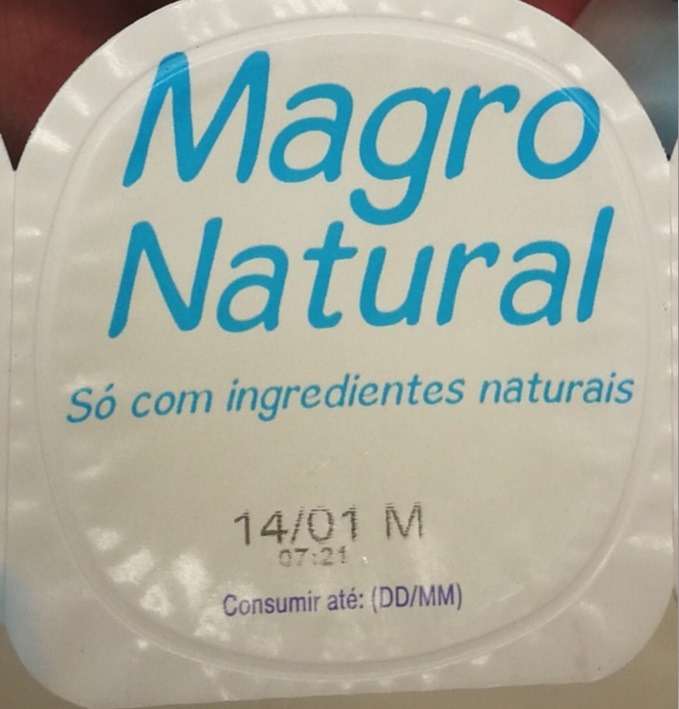 Magro
Natural
Só com ingredientes naturais
14/01 M
07:21
Consumir até: (DD/MM)